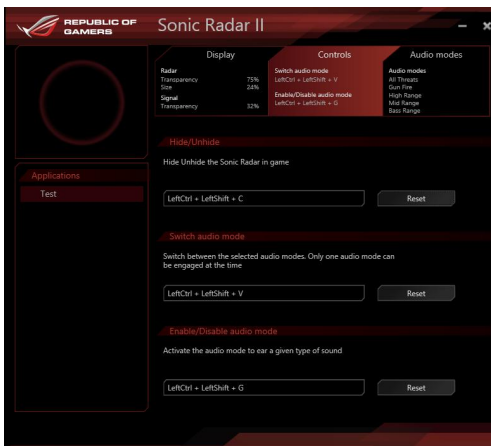 REPUBLIC OF
GAMERS
Sonic Radar II
Display
Radar
Transparency 75%
Size 24%
Signal
Transparency 32%
Controls
Switch audio mode
LeftCtrl + LeftShift + V
Enable/Disable audio mode
LeftCtrl + LeftShift + G
Audio modes
Audio modes
All Threats
Gun Fire
High Range
Mid Range
Bass Range
Applications
Test
Hide/Unhide
Hide Unhide the Sonic Radar in game
LeftCtrl + LeftShift + C Reset
Switch audio mode
Switch between the selected audio modes. Only one audio mode can
be engaged at the time
LeftCtrl + LeftShift + V Reset
Enable/Disable audio mode
Activate the audio mode to ear a given type of sound
LeftCtrl + LeftShift + G Reset